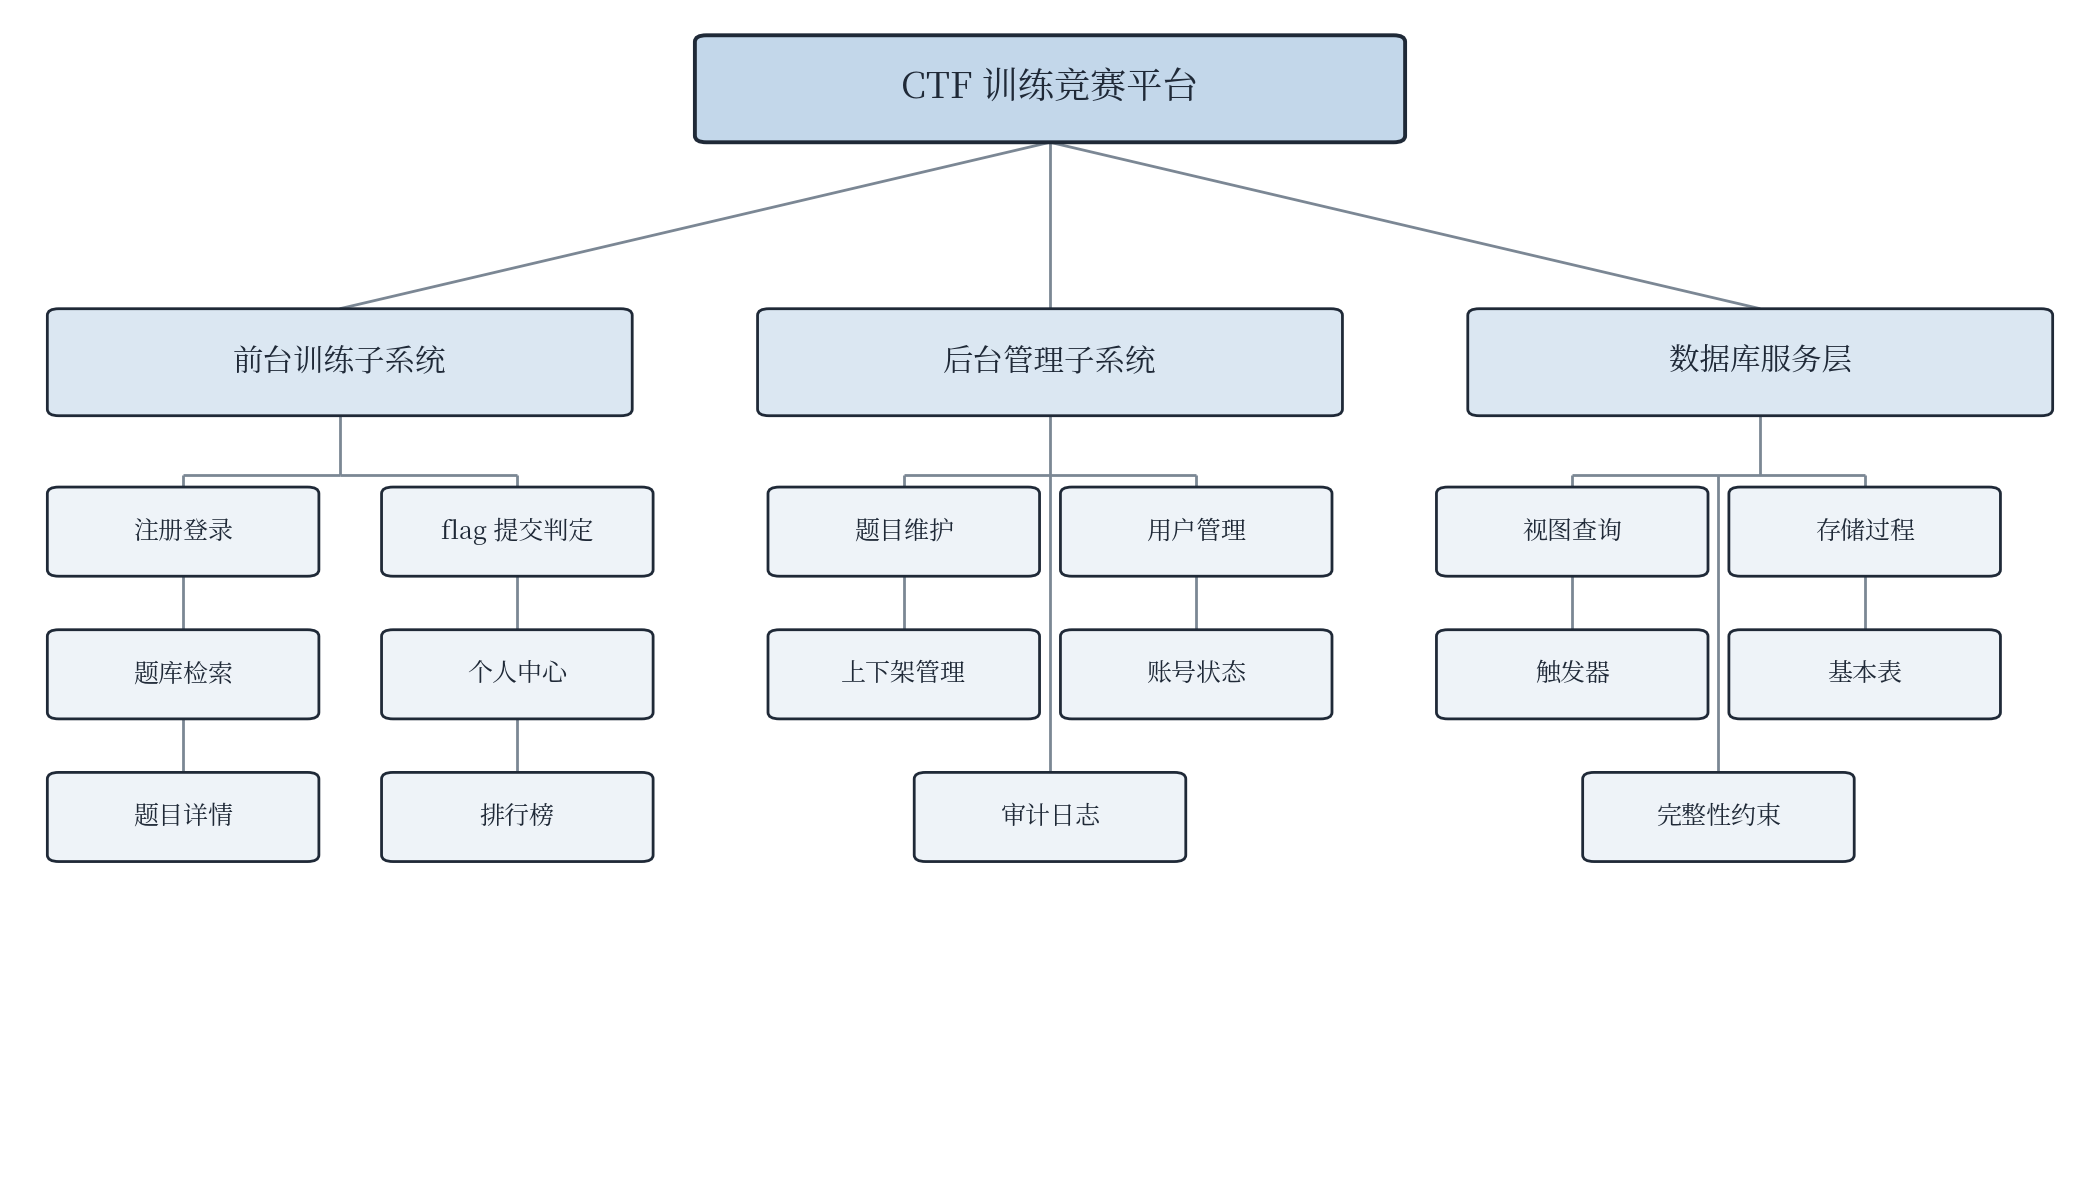 CTF 训练竞赛平台
前台训练子系统
后台管理子系统
数据库服务层
注册登录
flag 提交判定
题目维护
用户管理
视图查询
存储过程
题库检索
个人中心
上下架管理
账号状态
触发器
基本表
题目详情
排行榜
审计日志
完整性约束